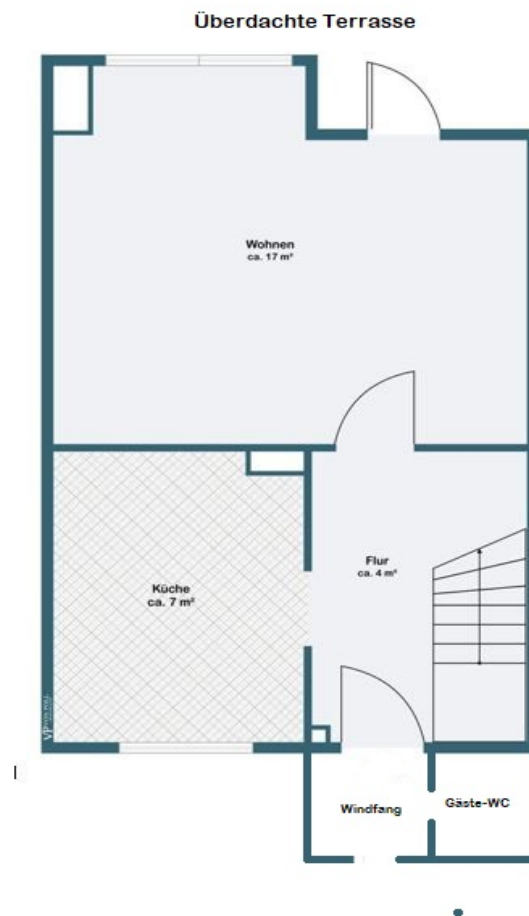 Überdachte Terrasse
Wohnen
ca. 17 m²
Küche
ca. 7 m²
Flur
ca. 4 m²
Windfang
Gäste-WC